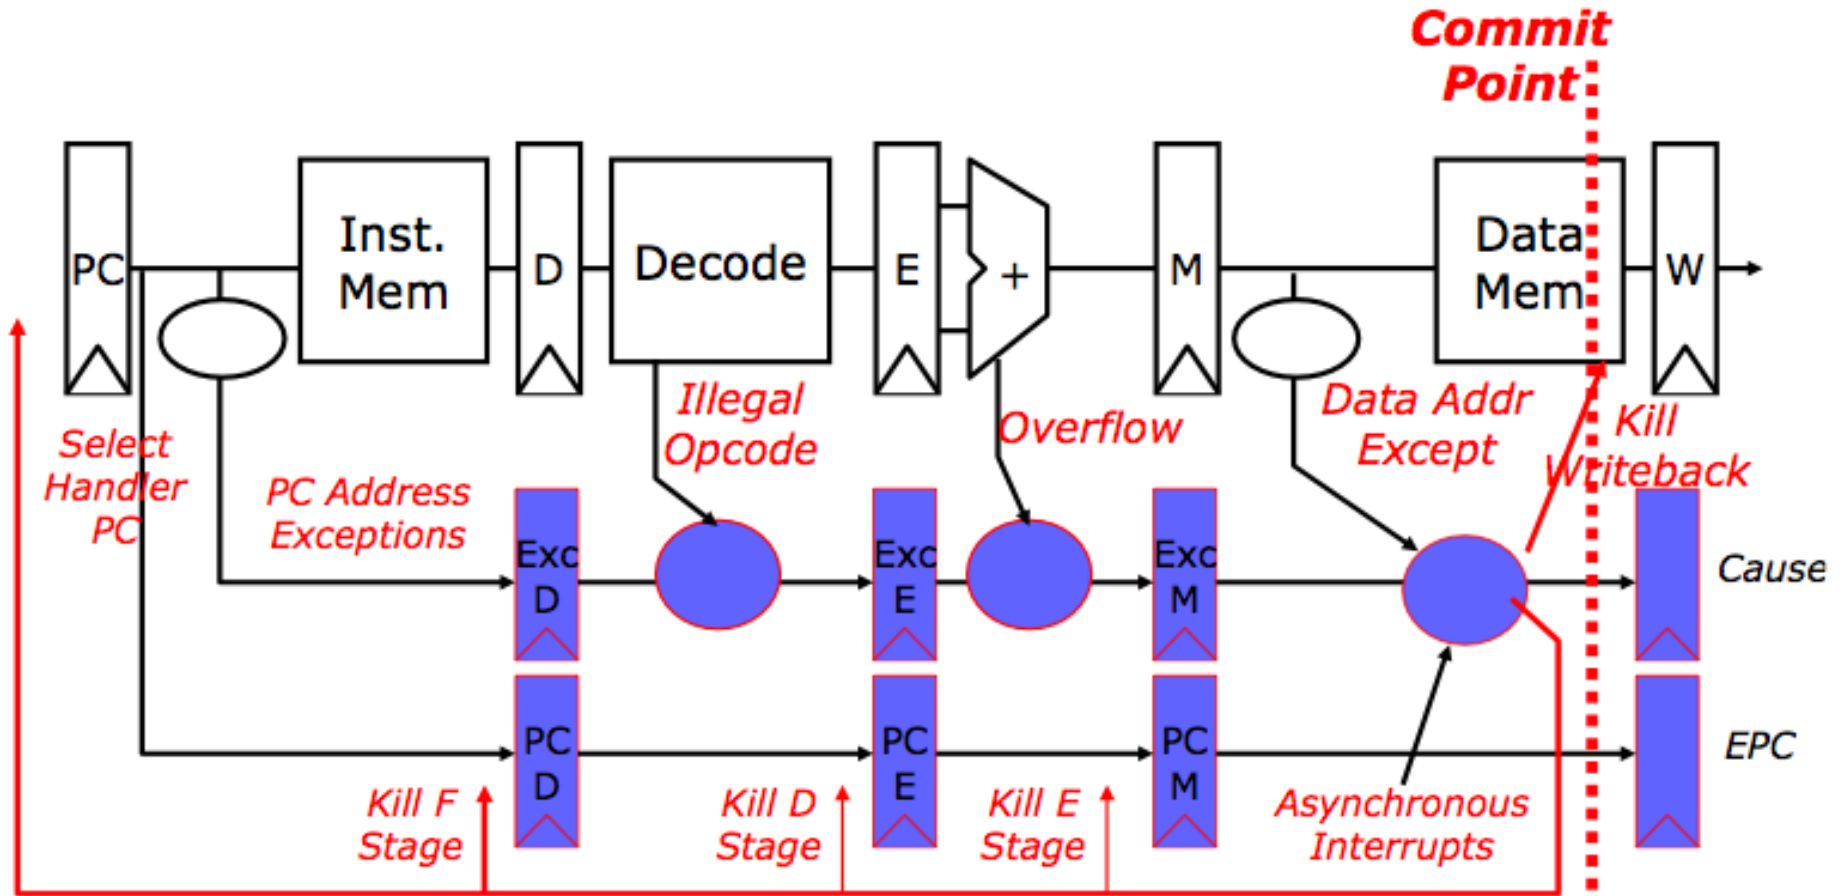 Commit
Point
PC
Inst.
Mem
D
Decode
E
+
M
Data
Mem
W
Select
Handler
PC
PC Address
Exceptions
Illegal
Opcode
Overflow
Data Addr
Except
Kill
Writeback
Exc
D
Exc
E
Exc
M
Cause
PC
D
PC
E
PC
M
EPC
Kill F
Stage
Kill D
Stage
Kill E
Stage
Asynchronous
Interrupts